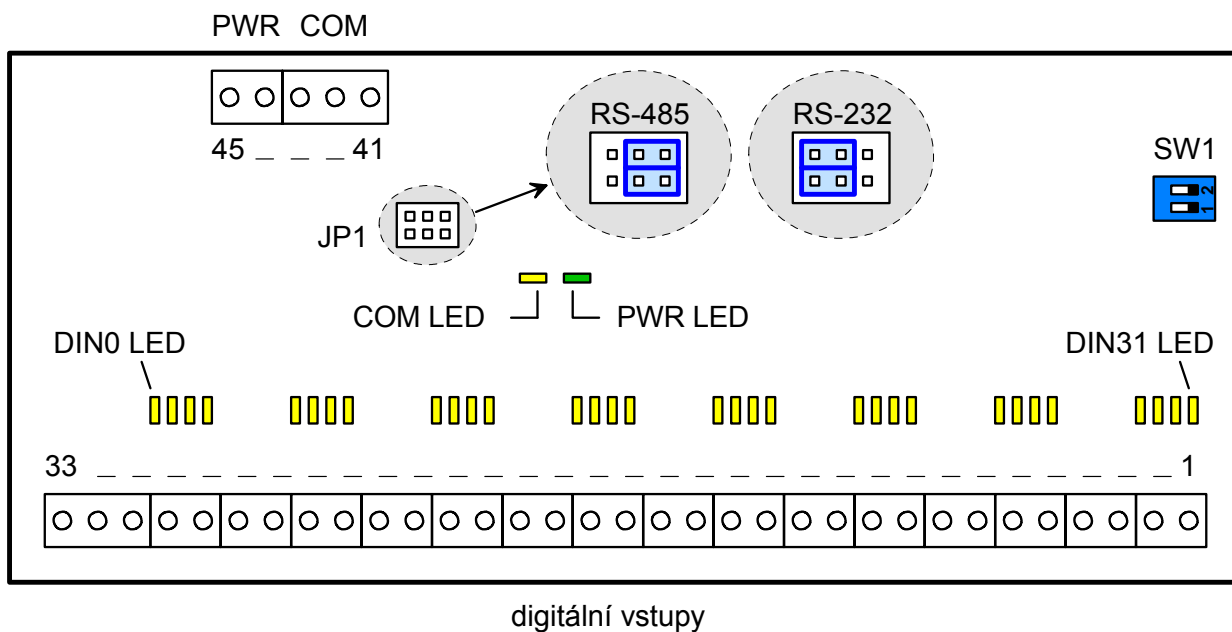 PWR COM
45 _ _ _ 41
RS-485
RS-232
SW1
2
1
JP1
COM LED
PWR LED
DIN0 LED
DIN31 LED
33 _ _ _ _ _ _ _ _ _ _ _ _ _ _ _ _ _ _ _ _ _ _ _ _ _ _ _ _ _ _ _ 1
digitální vstupy